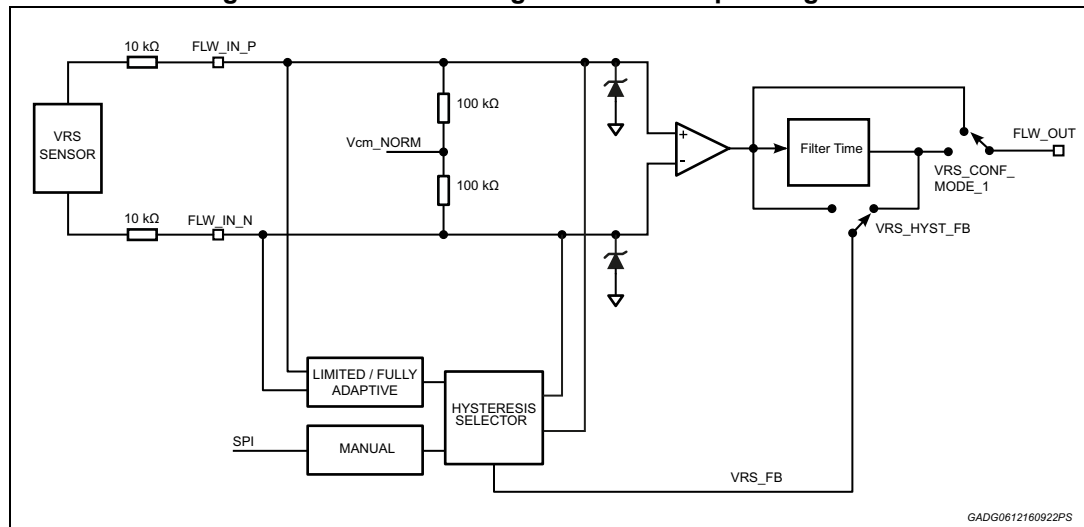 10 kΩ
FLW_IN_P
VRS
SENSOR
100 kΩ
Vcm_NORM
100 kΩ
10 kΩ
FLW_IN_N
+
-
Filter Time
FLW_OUT
VRS_CONF_
MODE_1
VRS_HYST_FB
LIMITED / FULLY
ADAPTIVE
HYSTERESIS
SELECTOR
SPI
MANUAL
VRS_FB
GADG0612160922PS